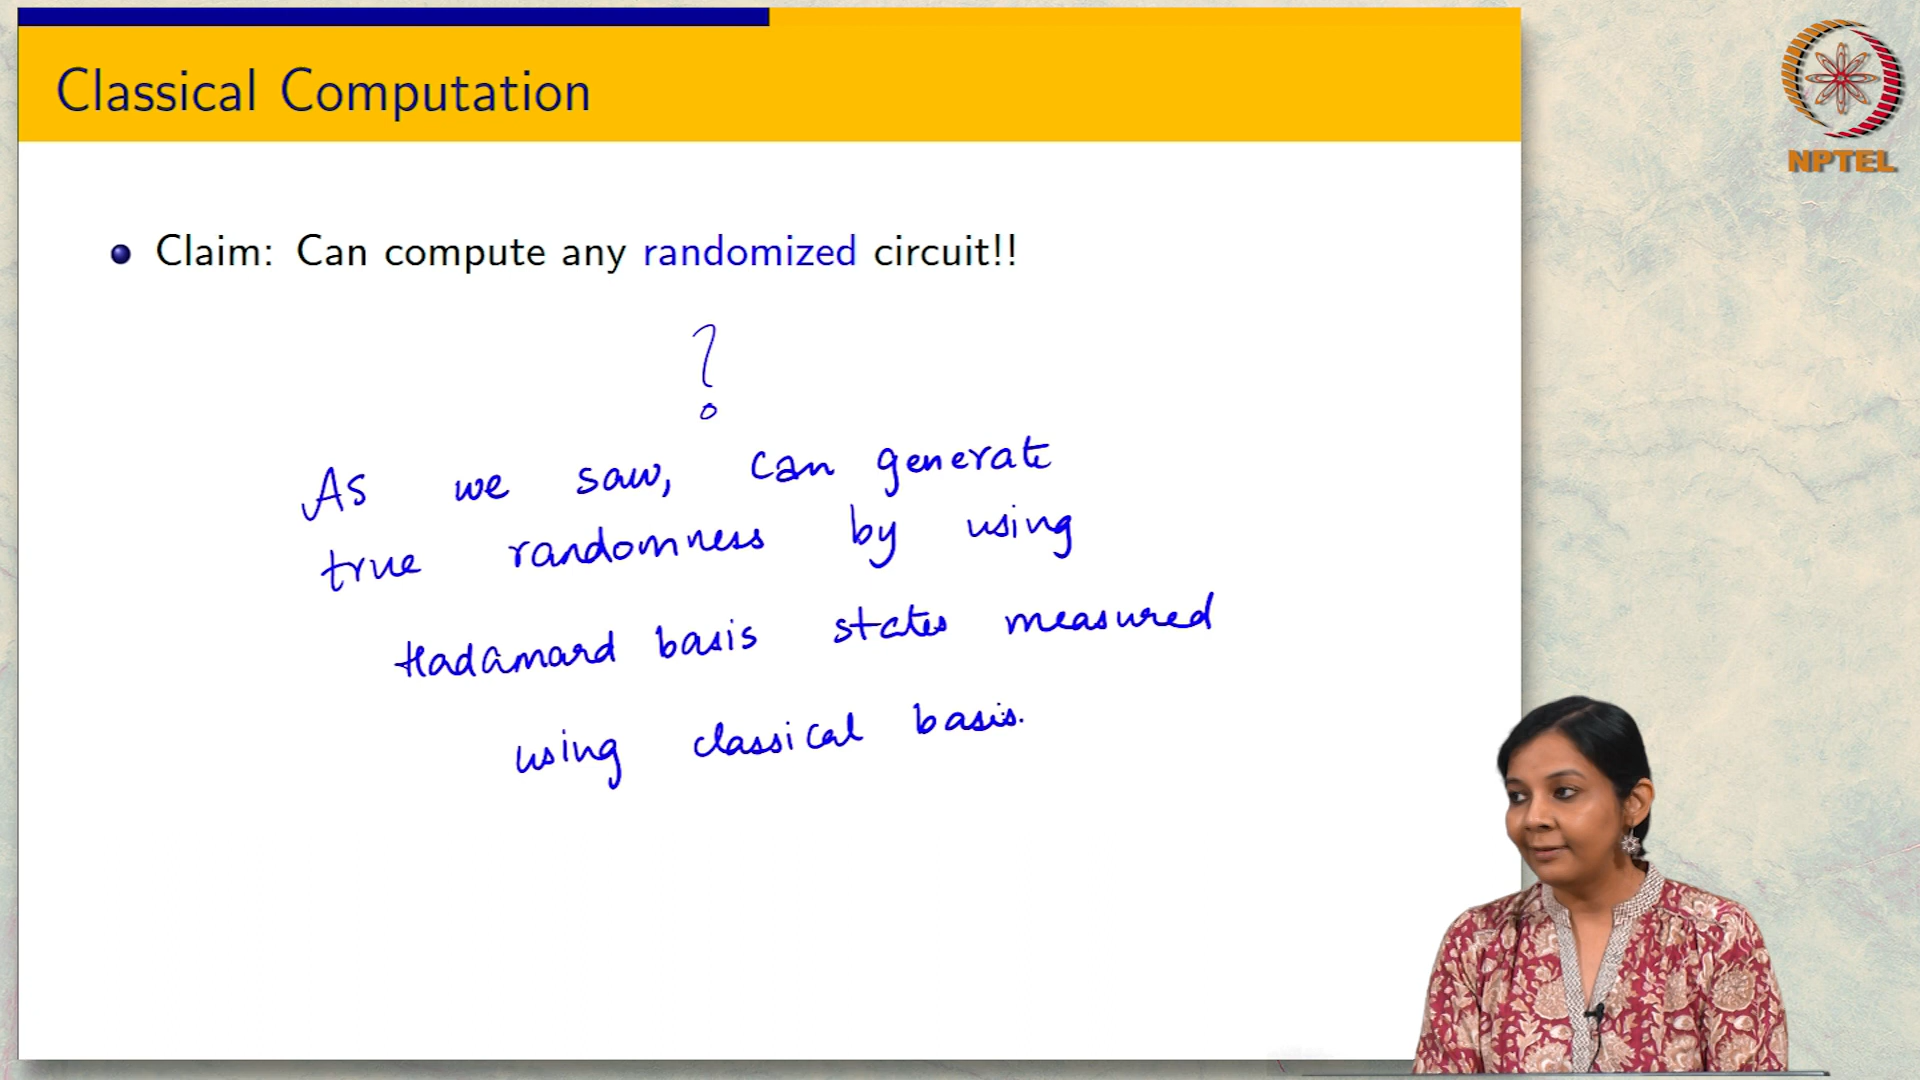 Classical Computation
NPTEL
Claim: Can compute any randomized circuit!!
?
As we saw, can generate
true randomness by using
Hadamard basis states measured
using classical basis.